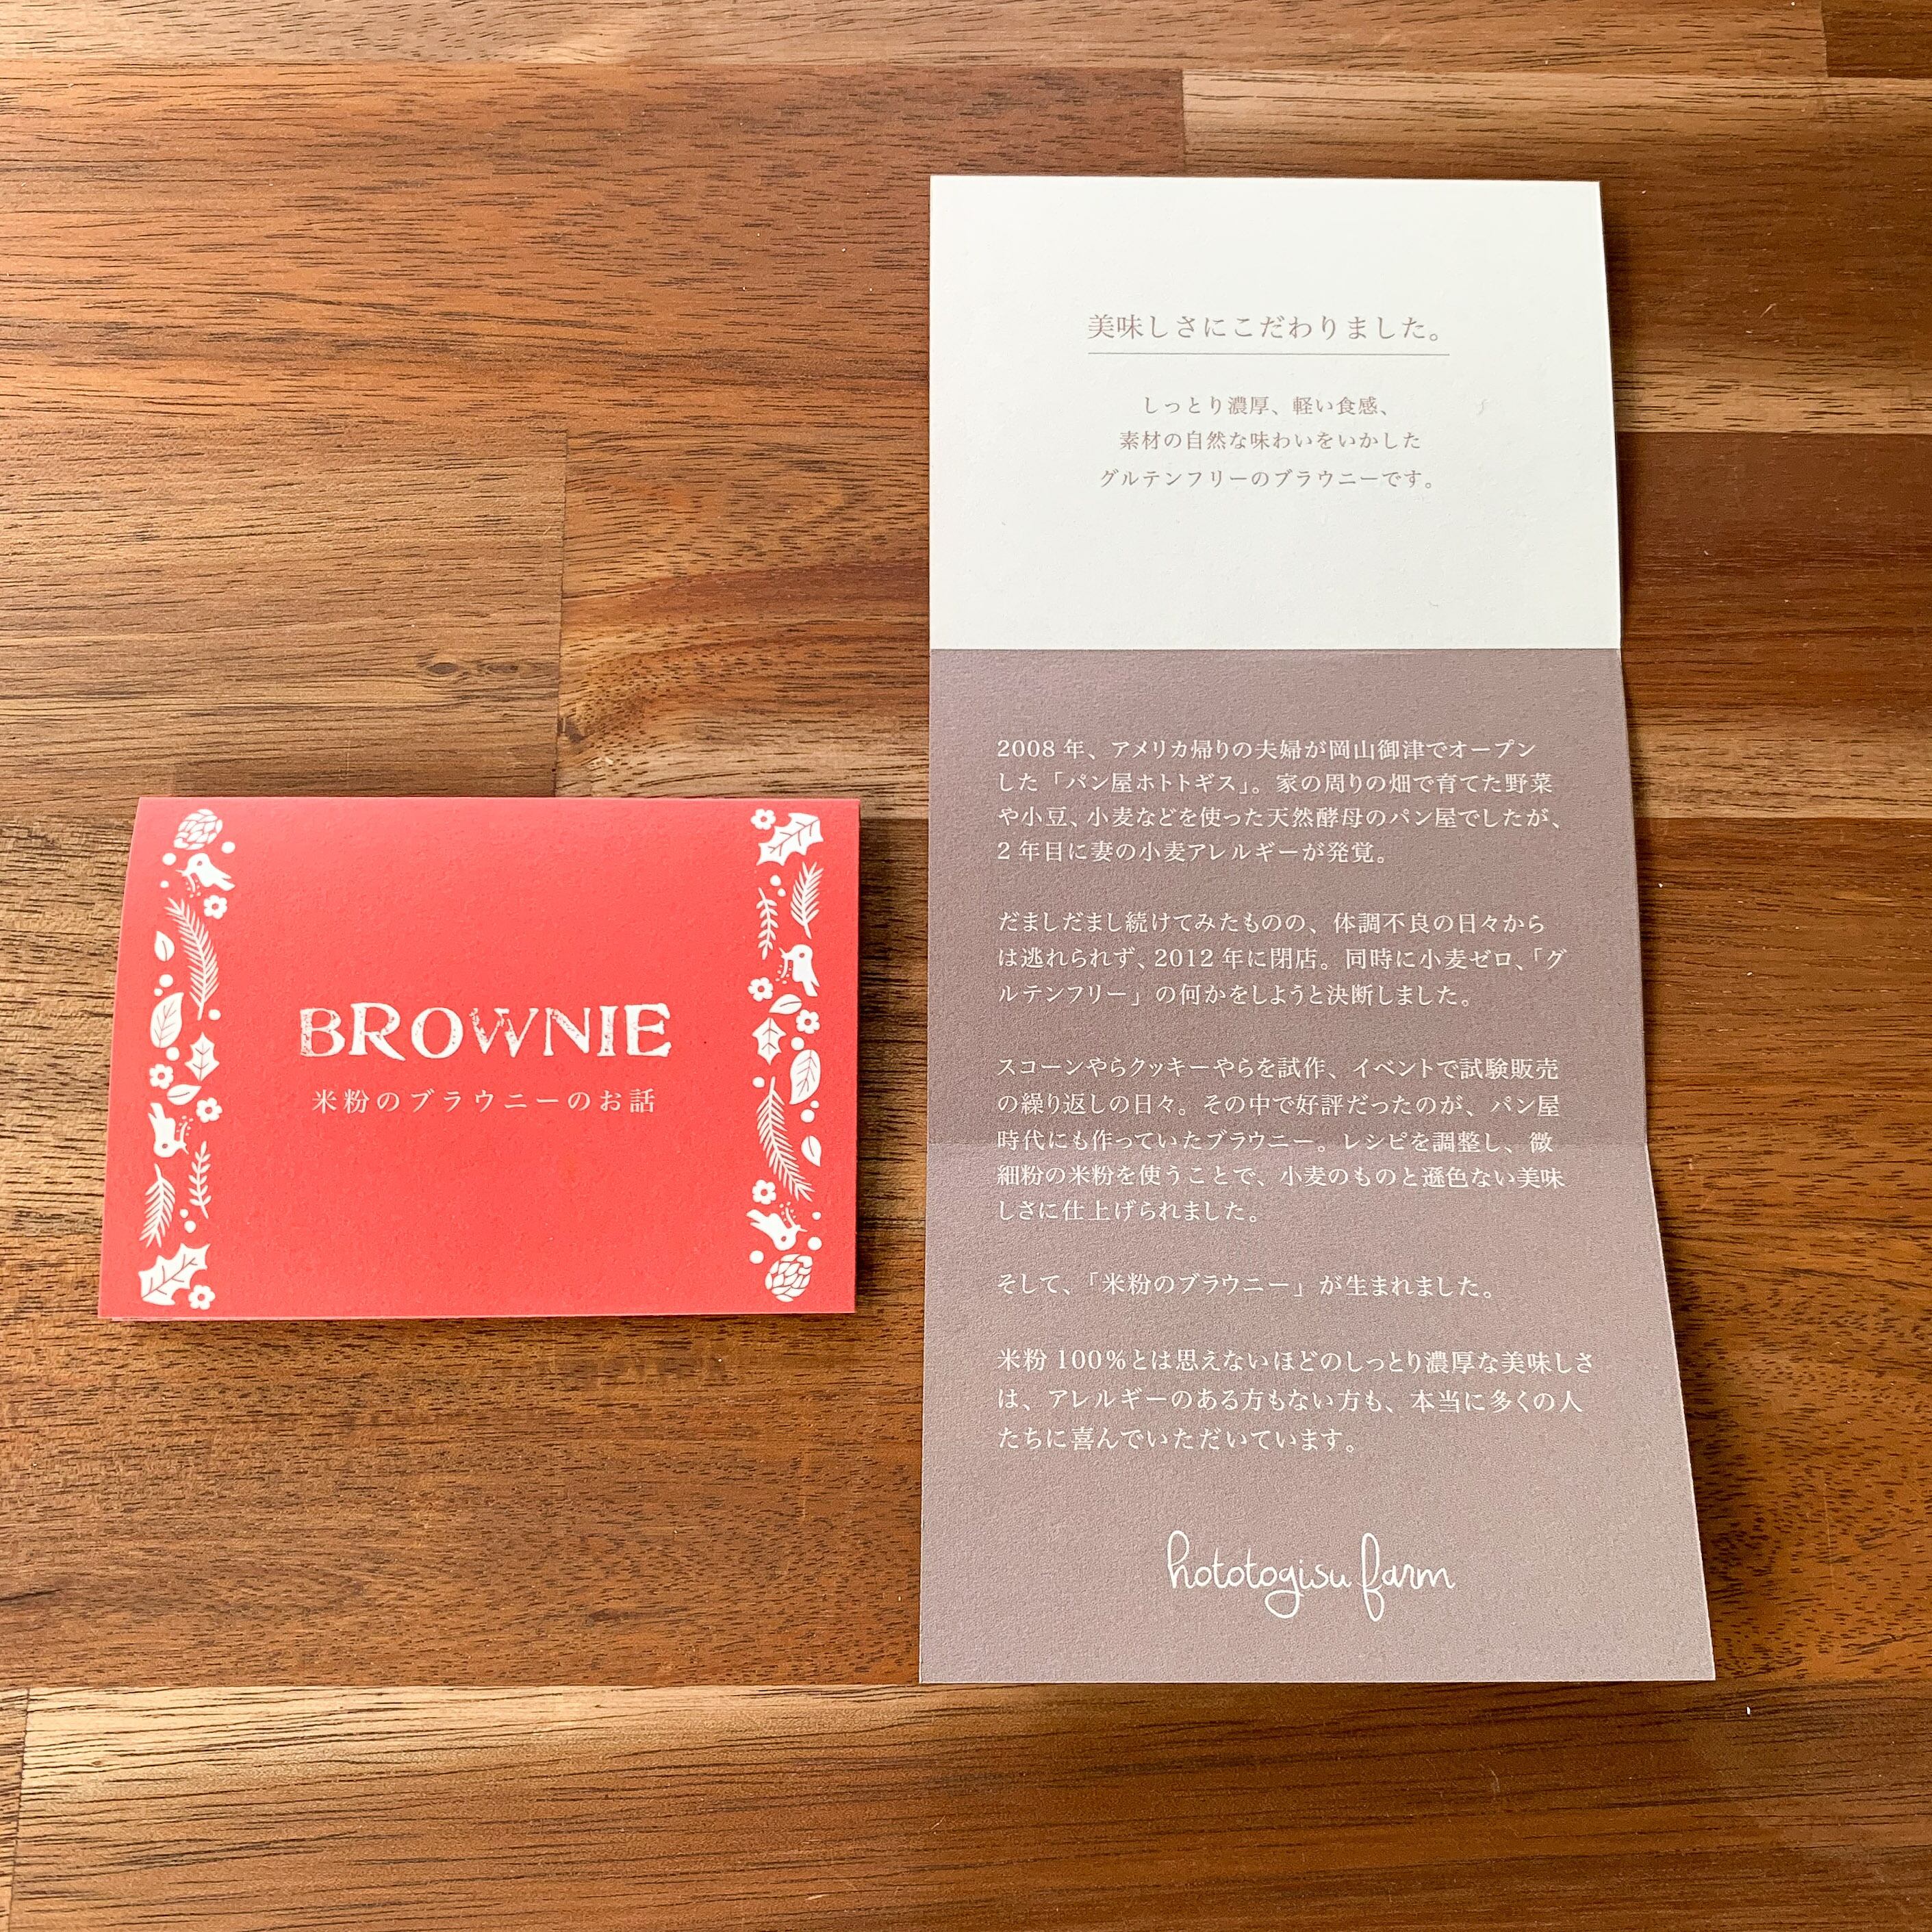 BROWNIE
米粉のブラウニーのお話
美味しさにこだわりました。
しっとり濃厚、軽い食感、
素材の自然な味わいをいかした
グルテンフリーのブラウニーです。
2008 年、アメリカ帰りの夫婦が岡山御津でオープン
した「パン屋ホトトギス」。家の周りの畑で育てた野菜
や小豆、小麦などを使った天然酵母のパン屋でしたが、
2 年目に妻の小麦アレルギーが発覚。
だましだまし続けてみたものの、体調不良の日々から
は逃れられず、2012 年に閉店。同時に小麦ゼロ、「グ
ルテンフリー」の何かをしようと決断しました。
スコーンやらクッキーやらを試作、イベントで試験販売
の繰り返しの日々。その中で好評だったのが、パン屋
時代にも作っていたブラウニー。レシピを調整し、微
細粉の米粉を使うことで、小麦のものと遜色ない美味
しさに仕上げられました。
そして、「米粉のブラウニー」が生まれました。
米粉 100%とは思えないほどのしっとり濃厚な美味しさ
は、アレルギーのある方もない方も、本当に多くの人
たちに喜んでいただいています。
hototogisu farm